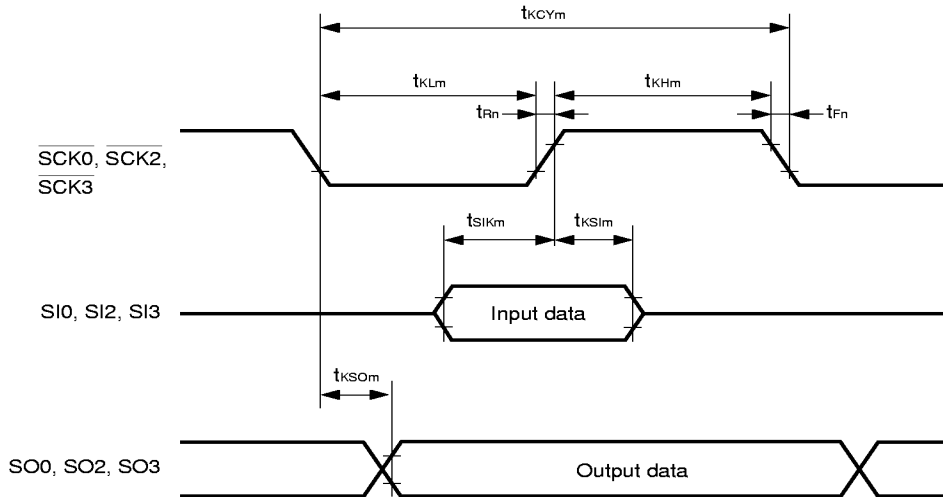 tKCYm
tKLm
tKHm
tRn
tFn
SCK0, SCK2,
SCK3
tSIKm
tKSIm
SI0, SI2, SI3
Input data
tKSOm
SO0, SO2, SO3
Output data